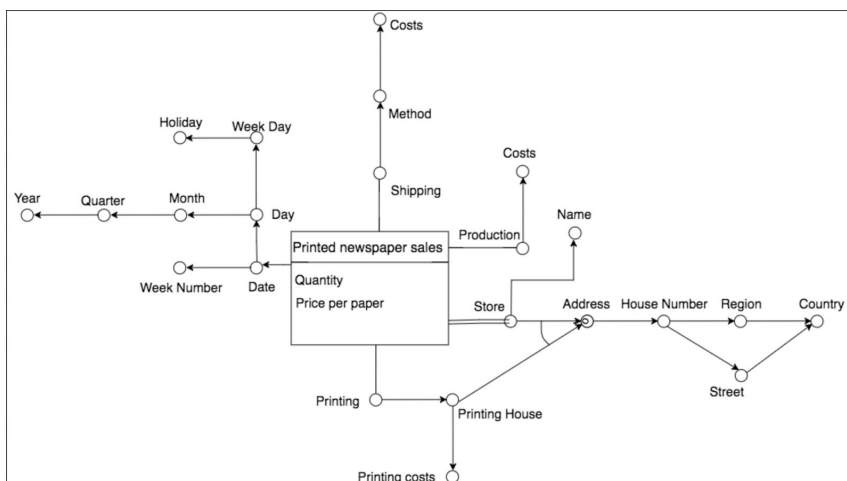 Costs
Method
Holiday
Week Day
Costs
Shipping
Year
Quarter
Month
Day
Name
Production
Printed newspaper sales
Week Number
Date
Quantity
Price per paper
Store
Address
House Number
Region
Country
Street
Printing
Printing House
Printing costs